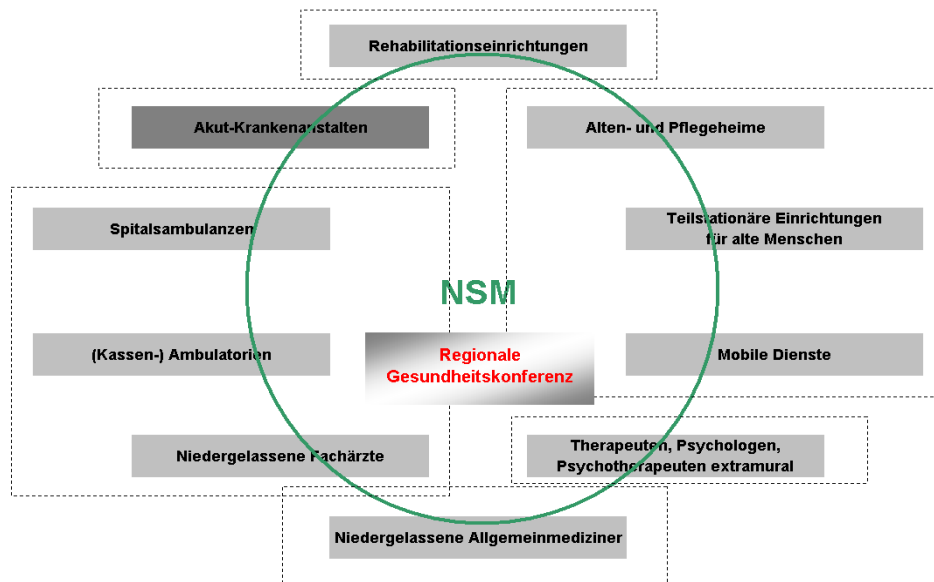 Rehabilitationseinrichtungen
Akut-Krankenanstalten
Alten- und Pflegeheime
Spitalsambulanzen
Teilstationäre Einrichtungen
für alte Menschen
NSM
Regionale
Gesundheitskonferenz
(Kassen-) Ambulatorien
Mobile Dienste
Niedergelassene Fachärzte
Therapeuten, Psychologen,
Psychotherapeuten extramural
Niedergelassene Allgemeinmediziner